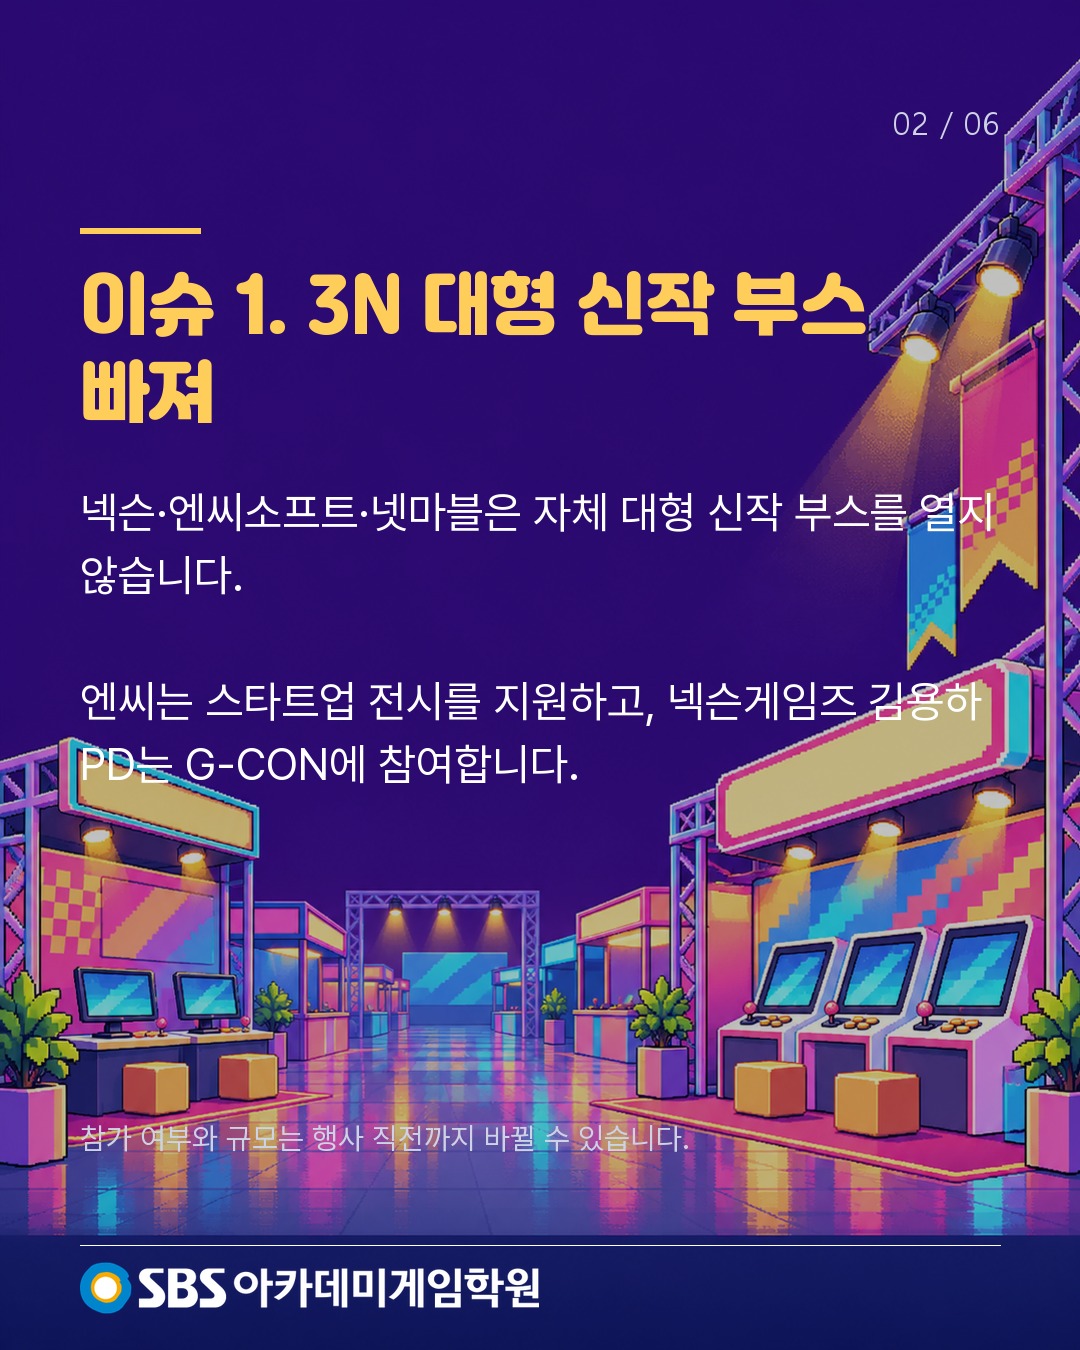 02 / 06
이슈 1. 3N 대형 신작 부스
빠져
넥슨·엔씨소프트·넷마블은 자체 대형 신작 부스를 열지
않습니다.
엔씨는 스타트업 전시를 지원하고, 넥슨게임즈 김용하
PD는 G-CON에 참여합니다.
참가 여부와 규모는 행사 직전까지 바뀔 수 있습니다.
SBS 아카데미게임학원